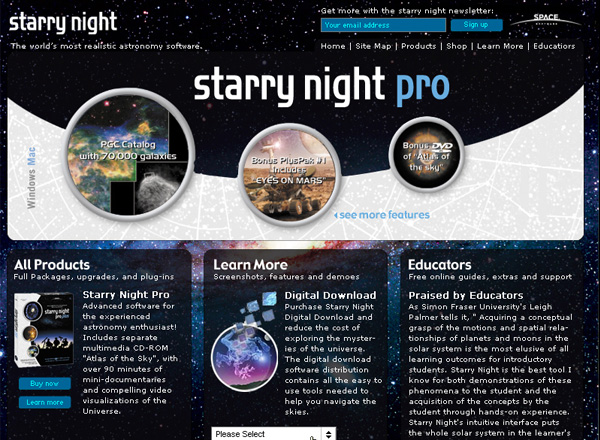 starry night
Get more with the starry night newsletter:
Your email address
Sign up
SPACE
The world's most realistic astronomy software.
Home | Site Map | Products | Shop | Learn More | Educators
starry night pro
PGC Catalog
with 70,000 galaxies
Bonus PlusPak #1
Includes
"EYES ON MARS"
Bonus DVD
of "Atlas of
the sky"
Windows Mac
see more features
All Products
Full Packages, upgrades, and plug-ins
Starry Night Pro
Advanced software for
the experienced
astronomy enthusiast!
Includes separate
multimedia CD-ROM
"Atlas of the Sky", with
over 90 minutes of
mini-documentaries
and compelling video
visualizations of the
Universe.
starry night
Buy now
Learn more
Learn More
Screenshots, features and demoes
Digital Download
Purchase Starry Night
Digital Download and
reduce the cost of
exploring the myster-
ies of the universe.
The digital download
software distribution
contains all the easy to
use tools needed to
help you navigate the
skies.
Please Select
Educators
Free online guides, extras and support
Praised by Educators
As Simon Fraser University's Leigh
Palmer tells it, " Acquiring a conceptual
grasp of the motions and spatial rela-
tionships of planets and moons in the
solar system is the most elusive of all
learning outcomes for introductory
students. Starry Night is the best tool I
know for both demonstrations of these
phenomena to the student and the
acquisition of the concepts by the
student through hands-on experience.
Starry Night's intuitive interface puts
the whole solar system in the learner's